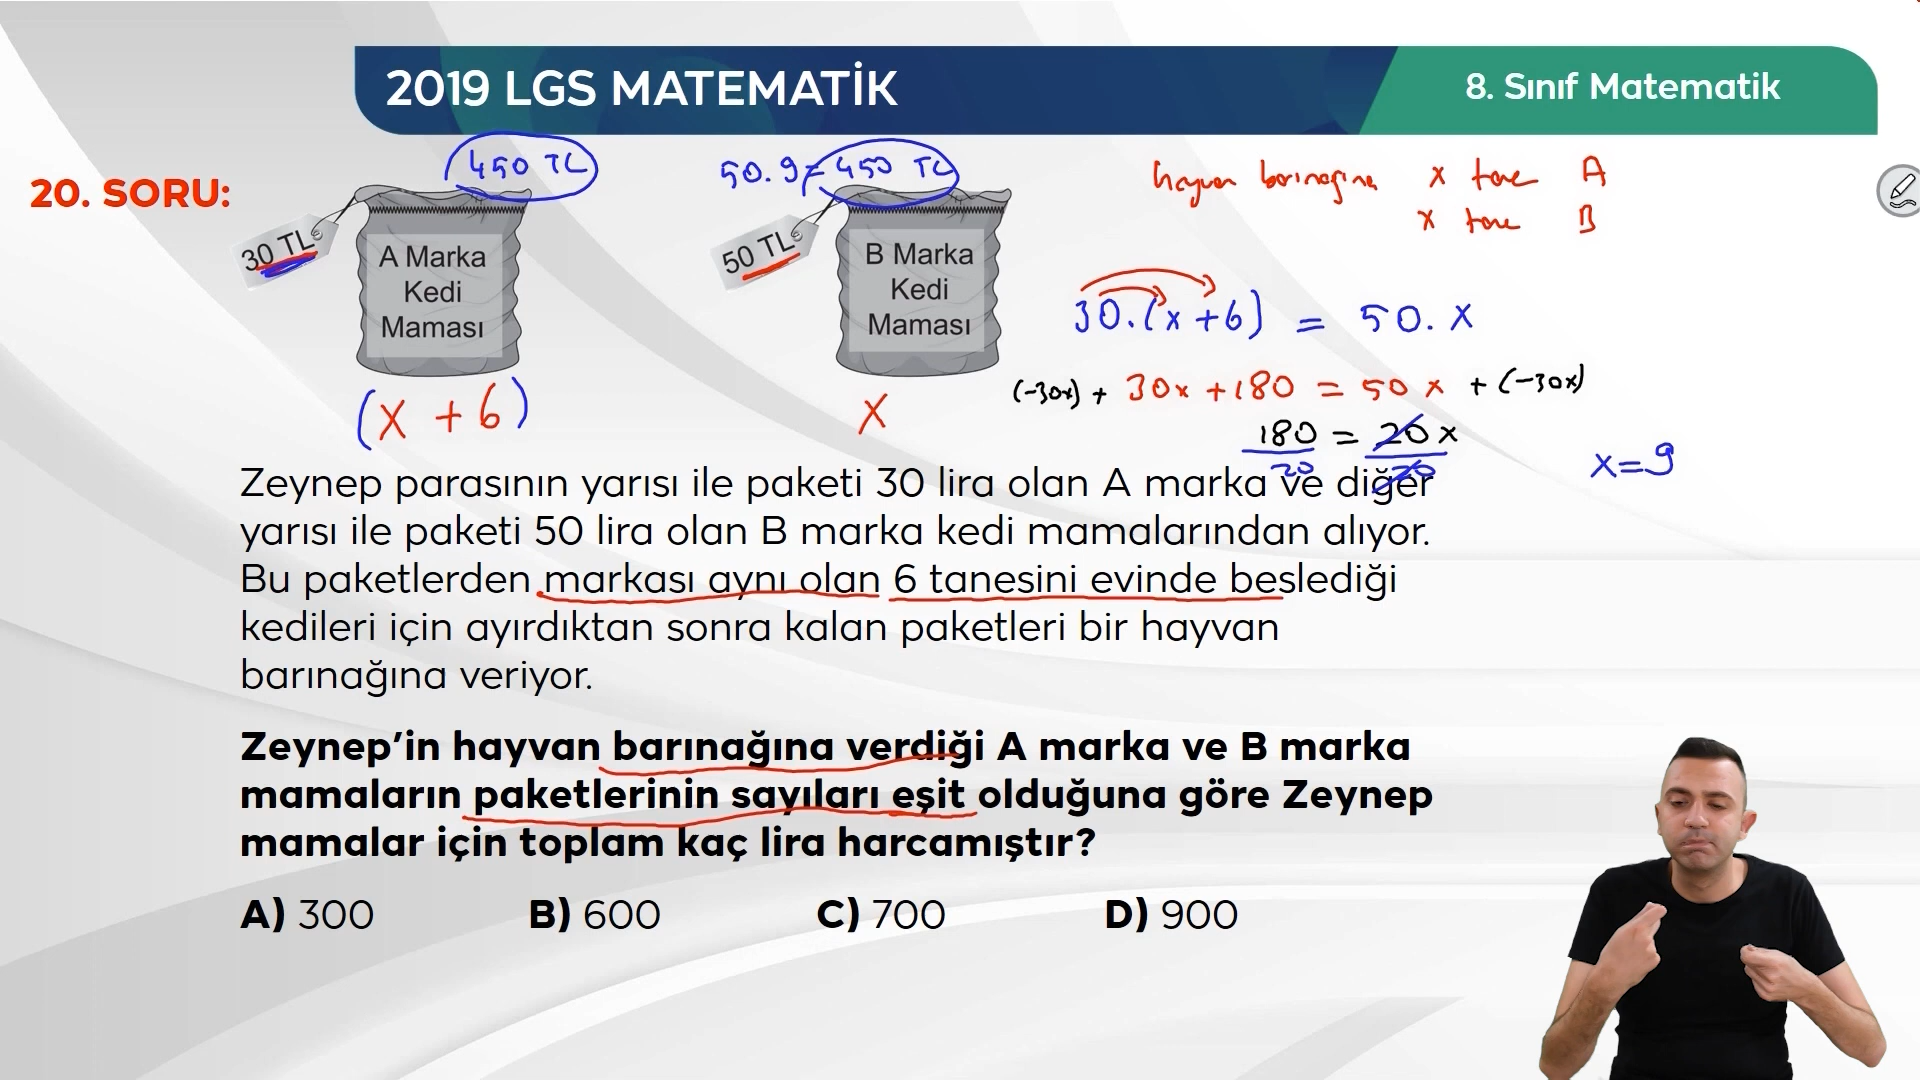 2019 LGS MATEMATİK
8. Sınıf Matematik
20. SORU:
450 TL
50.9=450 TL
hayvan barınağına x tane A
x tane B
30 TL
A Marka
Kedi
Maması
50 TL
B Marka
Kedi
Maması
30.(x+6) = 50.x
(x+6)
x
(-30x) + 30x +180 = 50x + (-30x)
180 = 20x
20 20
x=9
Zeynep parasının yarısı ile paketi 30 lira olan A marka ve diğer
yarısı ile paketi 50 lira olan B marka kedi mamalarından alıyor.
Bu paketlerden markası aynı olan 6 tanesini evinde beslediği
kedileri için ayırdıktan sonra kalan paketleri bir hayvan
barınağına veriyor.
Zeynep’in hayvan barınağına verdiği A marka ve B marka
mamaların paketlerinin sayıları eşit olduğuna göre Zeynep
mamalar için toplam kaç lira harcamıştır?
A) 300 B) 600 C) 700 D) 900